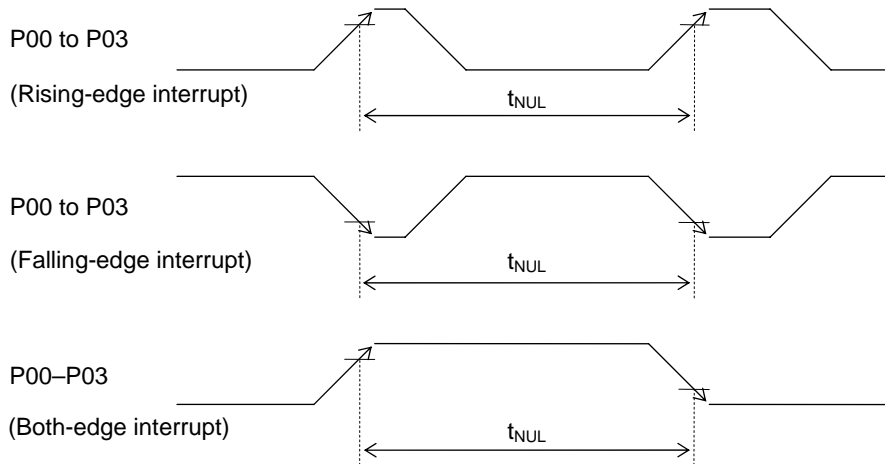 P00 to P03
(Rising-edge interrupt)
tNUL
P00 to P03
(Falling-edge interrupt)
tNUL
P00–P03
(Both-edge interrupt)
tNUL